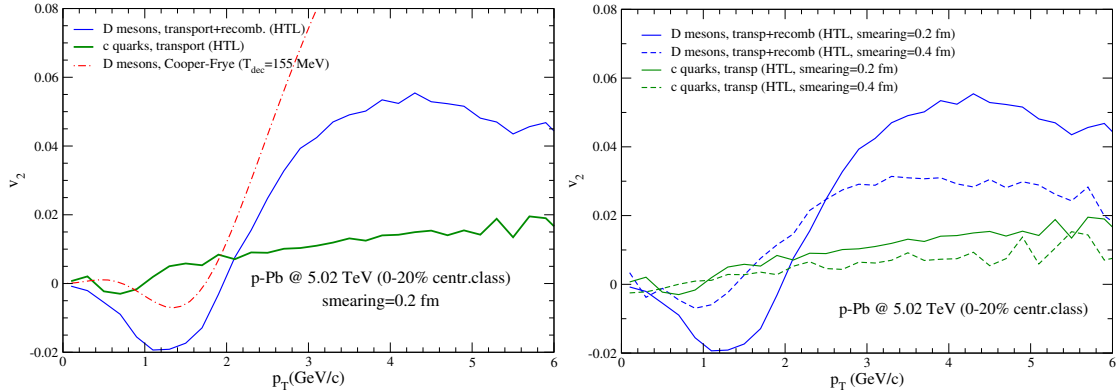 D mesons, transport+recomb. (HTL)
c quarks, transport (HTL)
D mesons, Cooper-Frye (T_dec=155 MeV)
0.08
0.06
0.04
0.02
0
-0.02
v_2
p-Pb @ 5.02 TeV (0-20% centr.class)
smearing=0.2 fm
0 1 2 3 4 5 6
p_T(GeV/c)
D mesons, transp+recomb (HTL, smearing=0.2 fm)
D mesons, transp+recomb (HTL, smearing=0.4 fm)
c quarks, transp (HTL, smearing=0.2 fm)
c quarks, transp (HTL, smearing=0.4 fm)
0.08
0.06
0.04
0.02
0
-0.02
v_2
p-Pb @ 5.02 TeV (0-20% centr.class)
0 1 2 3 4 5 6
p_T (GeV/c)